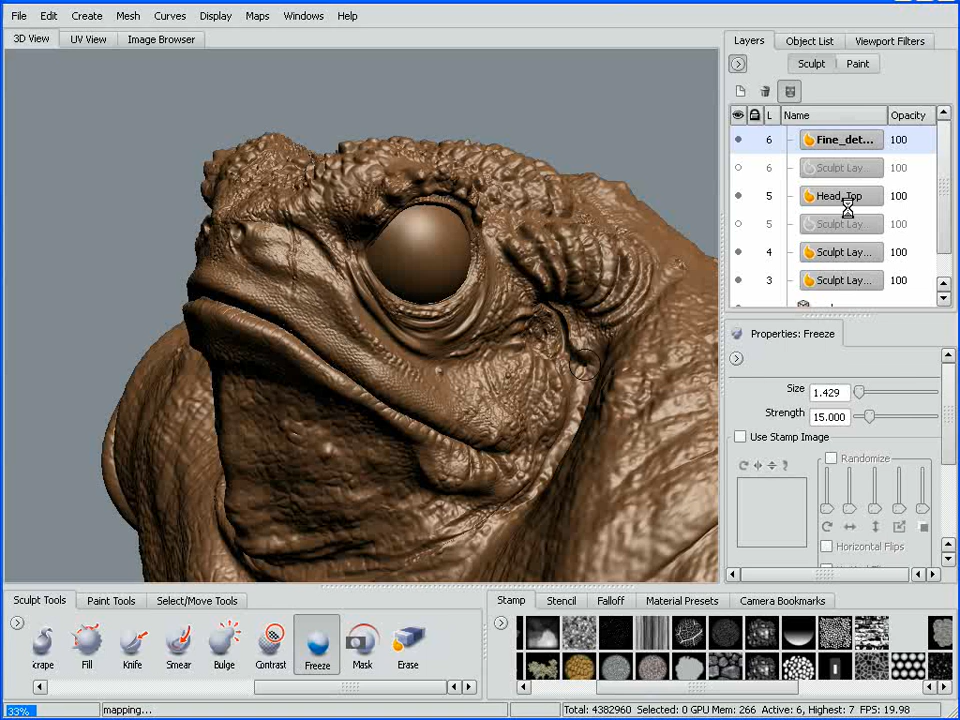 File Edit Create Mesh Curves Display Maps Windows Help
3D View UV View Image Browser
Layers Object List Viewport Filters
Sculpt Paint
L Name Opacity
6 Fine_det... 100
6 Sculpt Lay 100
5 Head_Top 100
5 Sculpt Lay 100
4 Sculpt Lay... 100
3 Sculpt Lay... 100
Properties: Freeze
Size 1.429
Strength 15.000
Use Stamp Image
Randomize
Horizontal Flips
Sculpt Tools Paint Tools Select/Move Tools
Stamp Stencil Falloff Material Presets Camera Bookmarks
crape Fill Knife Smear Bulge Contrast Freeze Mask Erase
33% mapping... Total: 4382960 Selected: 0 GPU Mem: 266 Active: 6, Highest: 7 FPS: 19.98